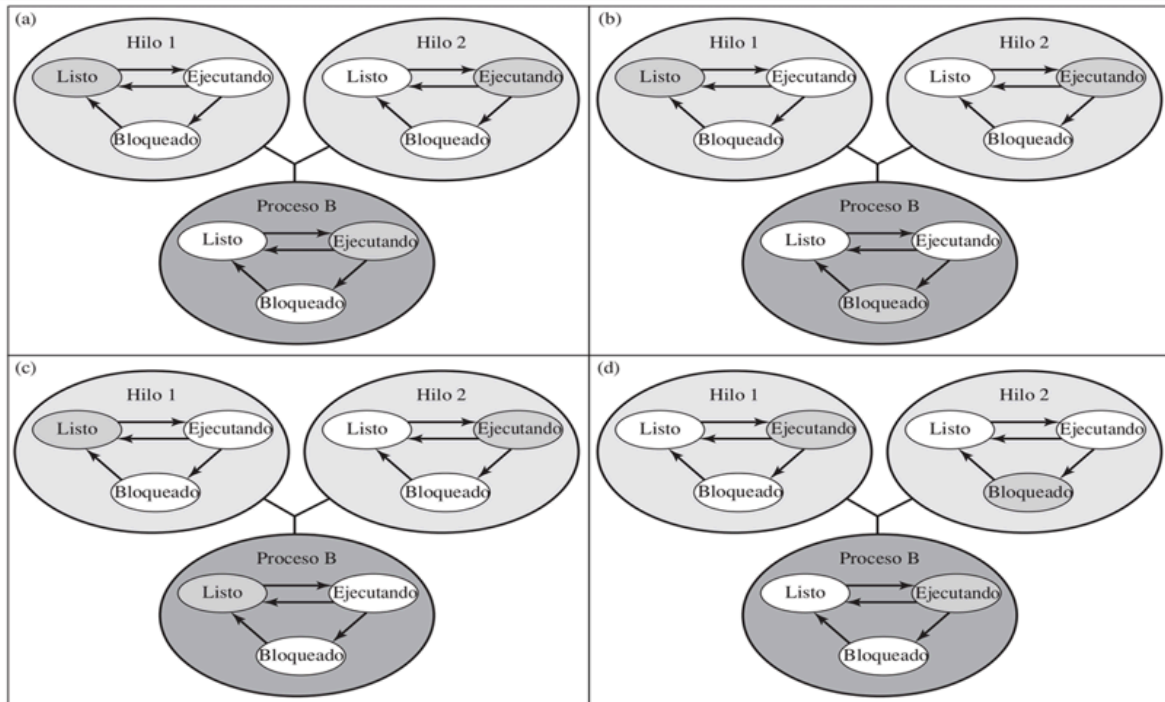 (a)
Hilo 1
Listo
Ejecutando
Bloqueado
Hilo 2
Listo
Ejecutando
Bloqueado
Proceso B
Listo
Ejecutando
Bloqueado
(b)
Hilo 1
Listo
Ejecutando
Bloqueado
Hilo 2
Listo
Ejecutando
Bloqueado
Proceso B
Listo
Ejecutando
Bloqueado
(c)
Hilo 1
Listo
Ejecutando
Bloqueado
Hilo 2
Listo
Ejecutando
Bloqueado
Proceso B
Listo
Ejecutando
Bloqueado
(d)
Hilo 1
Listo
Ejecutando
Bloqueado
Hilo 2
Listo
Ejecutando
Bloqueado
Proceso B
Listo
Ejecutando
Bloqueado